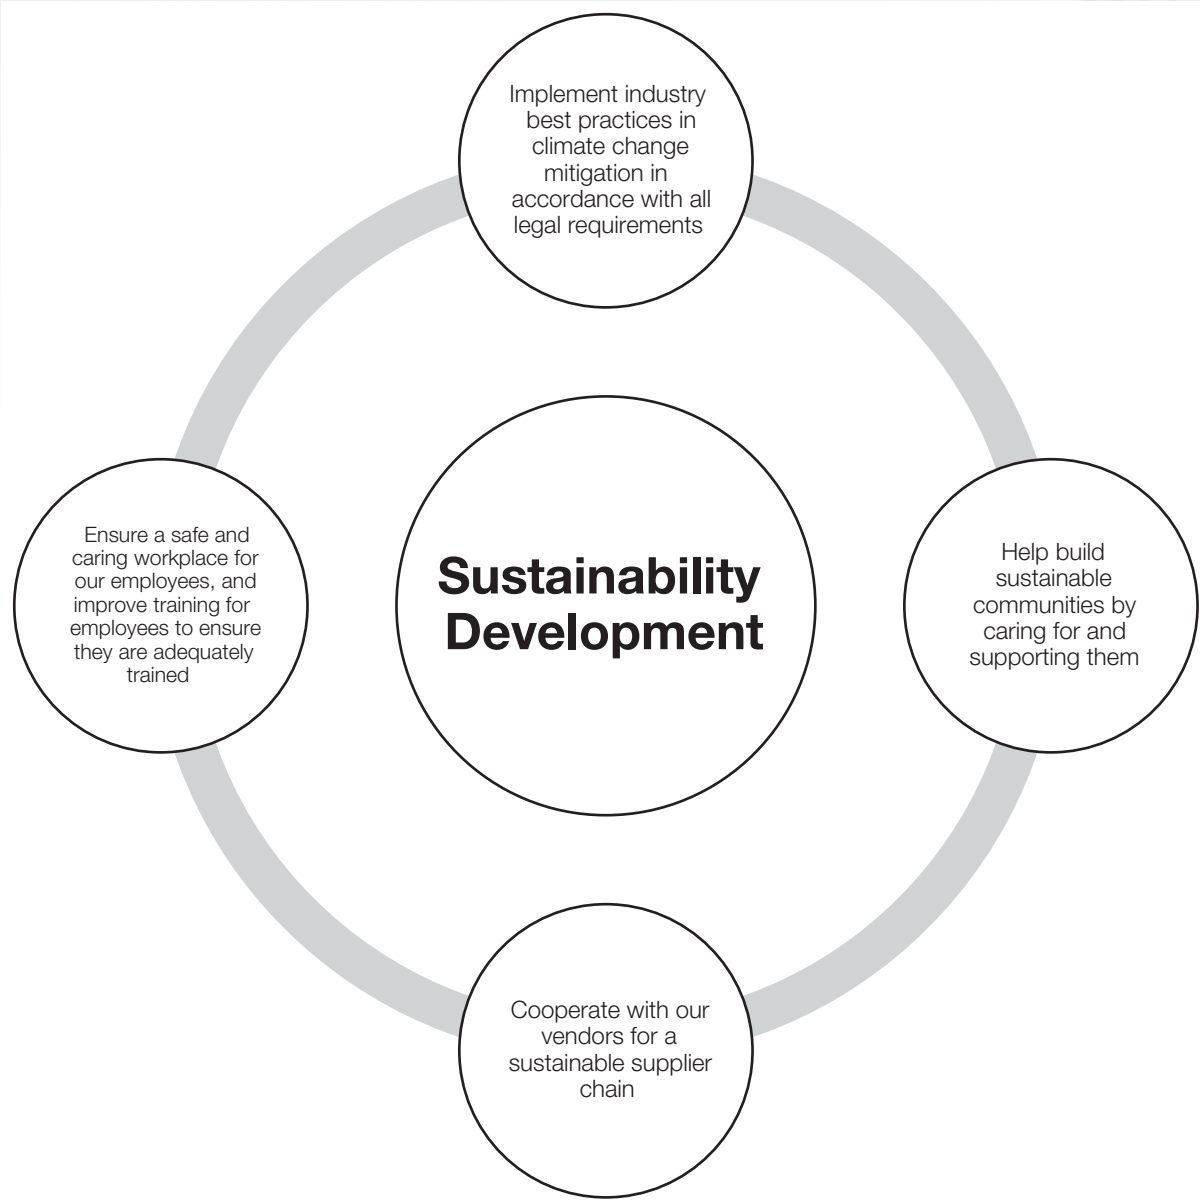 Implement industry
best practices in
climate change
mitigation in
accordance with all
legal requirements
Ensure a safe and
caring workplace for
our employees, and
improve training for
employees to ensure
they are adequately
trained
Sustainability
Development
Help build
sustainable
communities by
caring for and
supporting them
Cooperate with our
vendors for a
sustainable supplier
chain